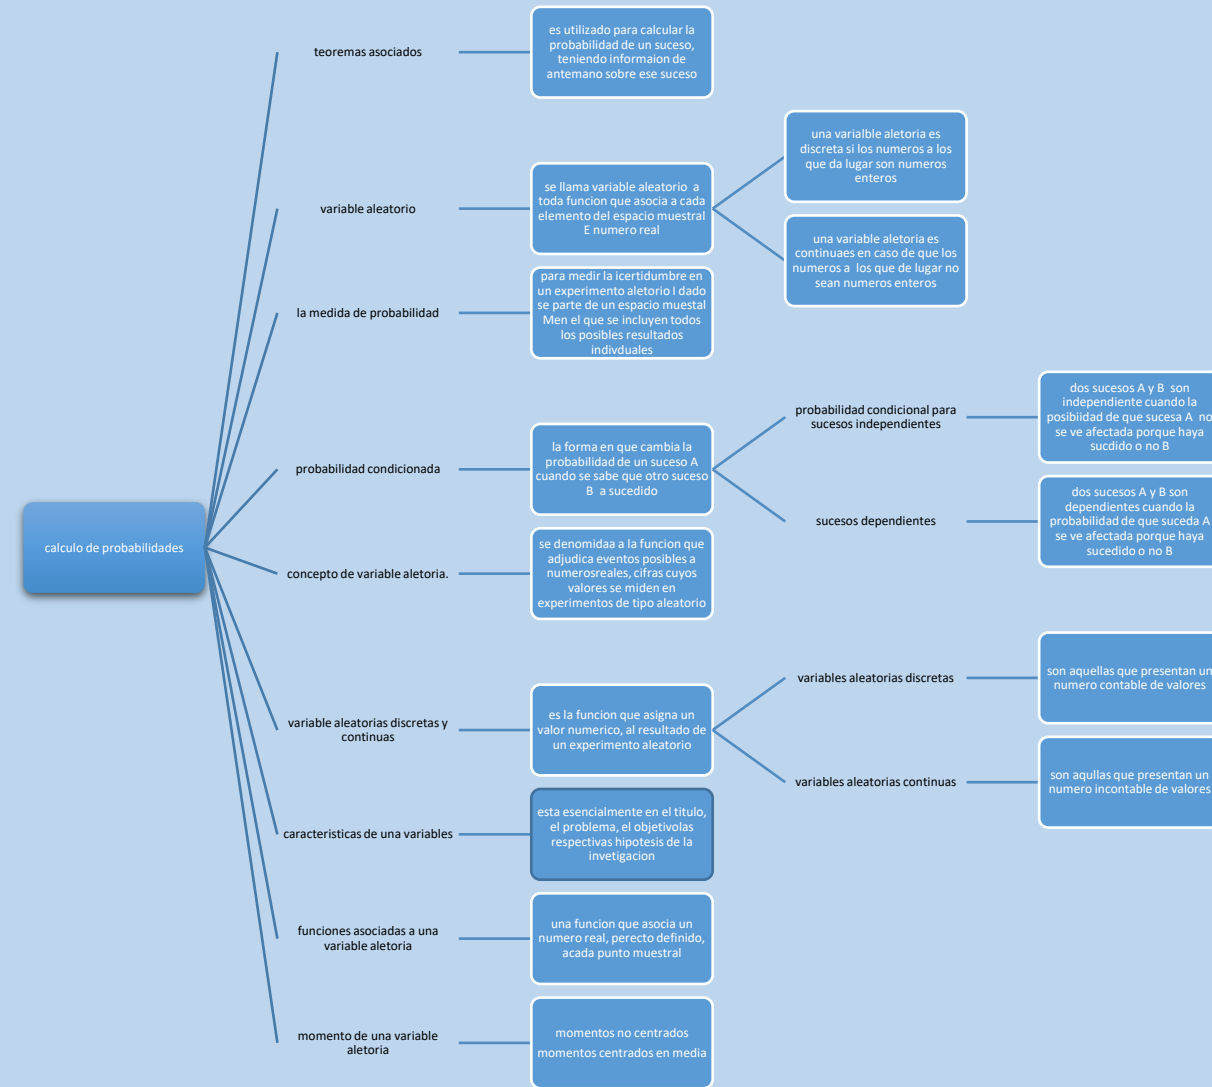 calculo de probabilidades
teoremas asociados
es utilizado para calcular la
probabilidad de un suceso,
teniendo informaion de
antemano sobre ese suceso
variable aleatorio
se llama variable aleatorio a
toda funcion que asocia a cada
elemento del espacio muestral
E numero real
una varialble aletoria es
discreta si los numeros a los
que da lugar son numeros
enteros
una variable aletoria es
continuaes en caso de que los
numeros a los que de lugar no
sean numeros enteros
la medida de probabilidad
para medir la icertidumbre en
un experimento aletorio I dado
se parte de un espacio muestal
Men el que se incluyen todos
los posibles resultados
indivduales
probabilidad condicionada
la forma en que cambia la
probabilidad de un suceso A
cuando se sabe que otro suceso
B a sucedido
probabilidad condicional para
sucesos independientes
dos sucesos A y B son
independiente cuando la
posibiidad de que sucesa A no
se ve afectada porque haya
sucdido o no B
sucesos dependientes
dos sucesos A y B son
dependientes cuando la
probabilidad de que suceda A
se ve afectada porque haya
sucedido o no B
concepto de variable aletoria.
se denomidaa a la funcion que
adjudica eventos posibles a
numerosreales, cifras cuyos
valores se miden en
experimentos de tipo aleatorio
variable aleatorias discretas y
continuas
es la funcion que asigna un
valor numerico, al resultado de
un experimento aleatorio
variables aleatorias discretas
son aquellas que presentan un
numero contable de valores
variables aleatorias continuas
son aqullas que presentan un
numero incontable de valores
caracteristicas de una variables
esta esencialmente en el titulo,
el problema, el objetivolas
respectivas hipotesis de la
invetigacion
funciones asociadas a una
variable aletoria
una funcion que asocia un
numero real, perecto definido,
acada punto muestral
momento de una variable
aletoria
momentos no centrados
momentos centrados en media